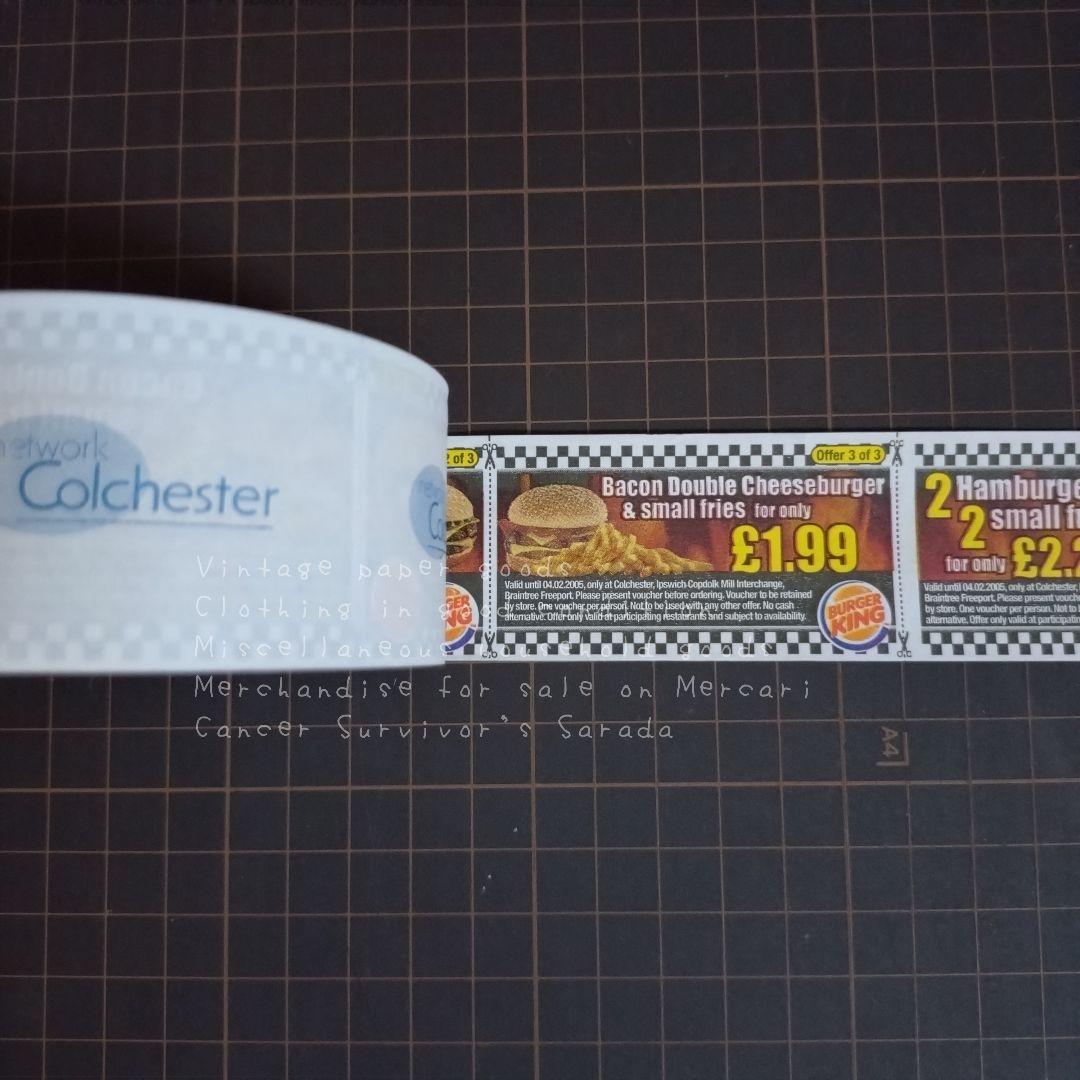 network
Colchester
2 of 3
Offer 3 of 3
Bacon Double Cheeseburger
& small fries for only
£1.99
Valid until 04.02.2005, only at Colchester, Ipswich Copdolk Mill Interchange,
Braintree Freeport. Please present voucher before ordering. Voucher to be retained
by store. One voucher per person. Not to be used with any other offer. No cash
alternative. Offer only valid at participating restaurants and subject to availability.
BURGER
KING
2 Hamburge
2 small f
for only £2.
Valid until 04.02.2005, only at Colchester,
Braintree Freeport. Please present vouche
by store. One voucher per person. Not to
alternative. Offer only valid at participating
Vintage paper goods
Clothing in
Miscellaneous household goods
Merchandise for sale on Mercari
Cancer Survivor's Sarada
A4